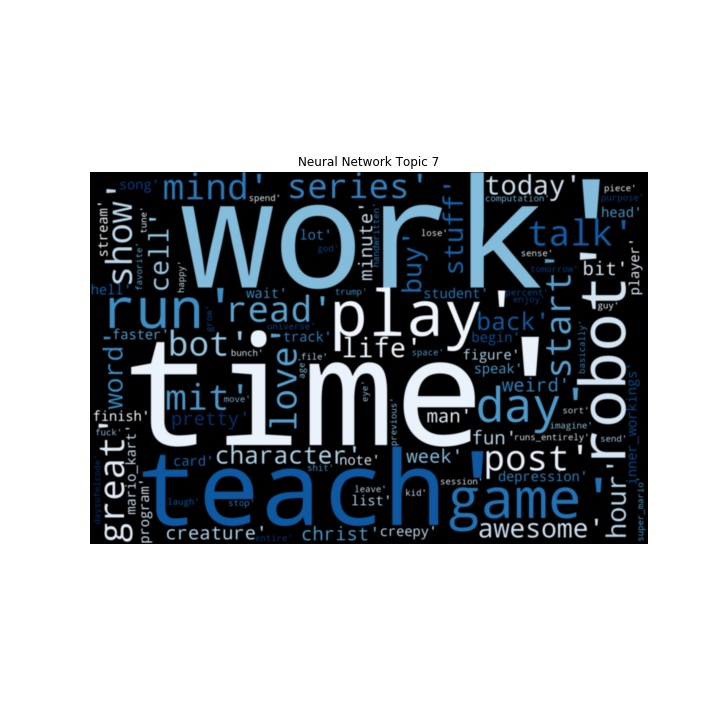 Neural Network Topic 7
work'
time'
teach'
play'
game'
robot'
run'
day'
post'
great'
show'
mind'
series'
today'
talk'
start
stuff'
read'
bot'
mit'
love'
life'
back'
character'
awesome'
hour'
creature'
christ'
creepy'
week'
fun'
man'
buy'
minute'
cell'
word'
bit'
head'
piece'
purpose'
computation'
song'
spend'
stream'
tune'
favorite'
happy'
hell'
lot'
god'
handwritten'
lose'
sense'
tomorrow'
player'
guy'
wait'
trump'
student'
percent
enjoy
grow'
universe'
track'
begin'
faster'
bunch'
file'
space'
figure'
speak'
weird'
basically'
age
eye'
previous'
move'
pretty'
finish'
fuck'
sort'
imagine'
runs_entirely'
send'
inner_workings'
mario_kart'
program'
card'
note'
shit'
session'
depression'
laugh'
stop
leave'
list'
kid'
entire'
super_mario'